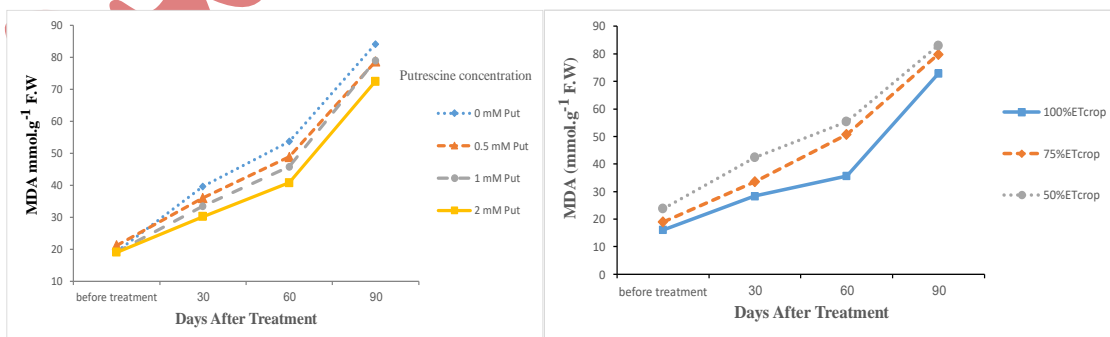 90
80
70
60
50
40
30
20
10
MDA mmol.g⁻¹ F.W
before treatment 30 60 90
Days After Treatment
Putrescine concentration
0 mM Put
0.5 mM Put
1 mM Put
2 mM Put
90
80
70
60
50
40
30
20
10
0
MDA (mmol.g⁻¹ F.W)
before treatment 30 60 90
Days After Treatment
100%ETcrop
75%ETcrop
50%ETcrop